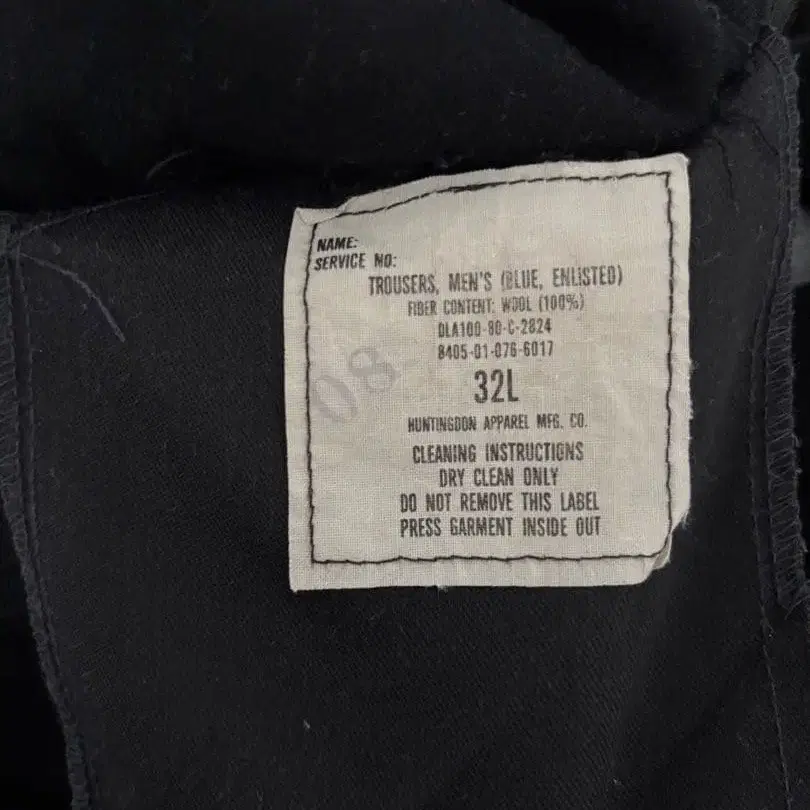 NAME:
SERVICE NO:
TROUSERS, MEN'S (BLUE, ENLISTED)
FIBER CONTENT: WOOL (100%)
DLA100-80-C-2824
8405-01-076-6017
08-
32L
HUNTINGDON APPAREL MFG. CO.
CLEANING INSTRUCTIONS
DRY CLEAN ONLY
DO NOT REMOVE THIS LABEL
PRESS GARMENT INSIDE OUT